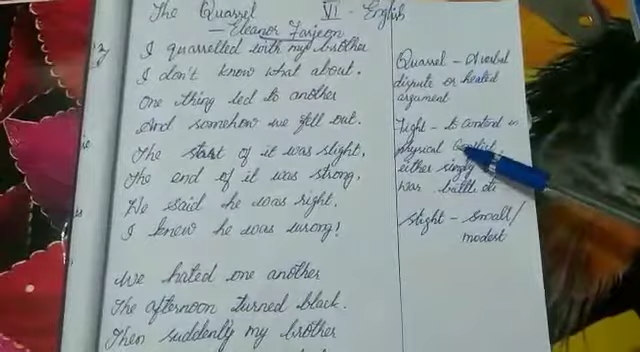 The Quarrel VI - English
- Eleanor Farjeon
I quarrelled with my brother
I don't know what about.
One thing led to another
And somehow we fell out.
The start of it was slight,
The end of it was strong,
He said he was right,
I knew he was wrong!
We hated one another
The afternoon turned black.
Then suddenly my brother
Quarrel - A verbal
dispute or heated
argument
Fight - to contend in
physical conflict,
either singly
war, battle etc
slight - small/
modest